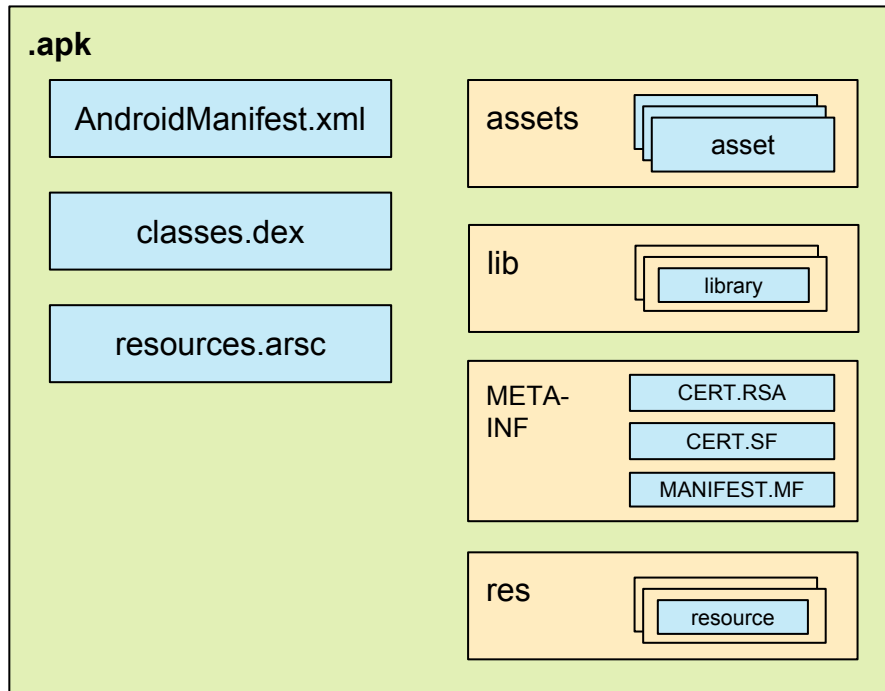 .apk
AndroidManifest.xml
classes.dex
resources.arsc
assets
asset
lib
library
META-
INF
CERT.RSA
CERT.SF
MANIFEST.MF
res
resource